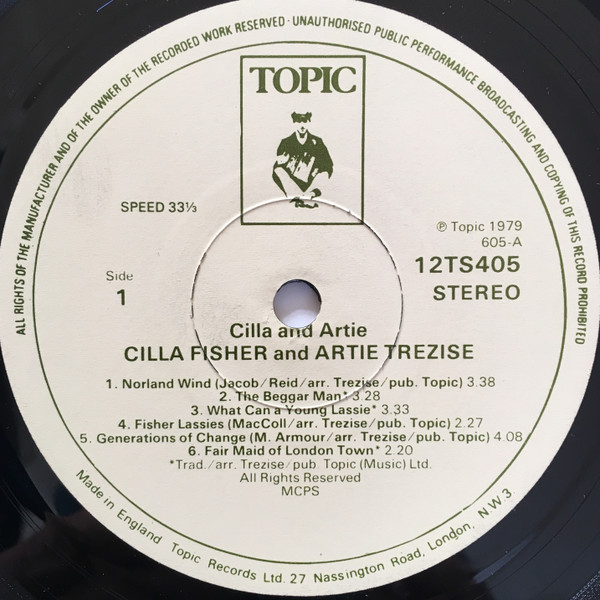 ALL RIGHTS OF THE MANUFACTURER AND OF THE OWNER OF THE RECORDED WORK RESERVED · UNAUTHORISED PUBLIC PERFORMANCE BROADCASTING AND COPYING OF THIS RECORD PROHIBITED
TOPIC
SPEED 33⅓
℗ Topic 1979
605-A
12TS405
STEREO
Side
1
Cilla and Artie
CILLA FISHER and ARTIE TREZISE
1. Norland Wind (Jacob/Reid/arr. Trezise/pub. Topic) 3.38
2. The Beggar Man* 3.28
3. What Can a Young Lassie* 3.33
4. Fisher Lassies (MacColl/arr. Trezise/pub. Topic) 2.27
5. Generations of Change (M. Armour/arr. Trezise/pub. Topic) 4.08
6. Fair Maid of London Town* 2.20
*Trad./arr. Trezise/pub. Topic (Music) Ltd.
All Rights Reserved
MCPS
Made in England Topic Records Ltd. 27 Nassington Road, London, N.W.3